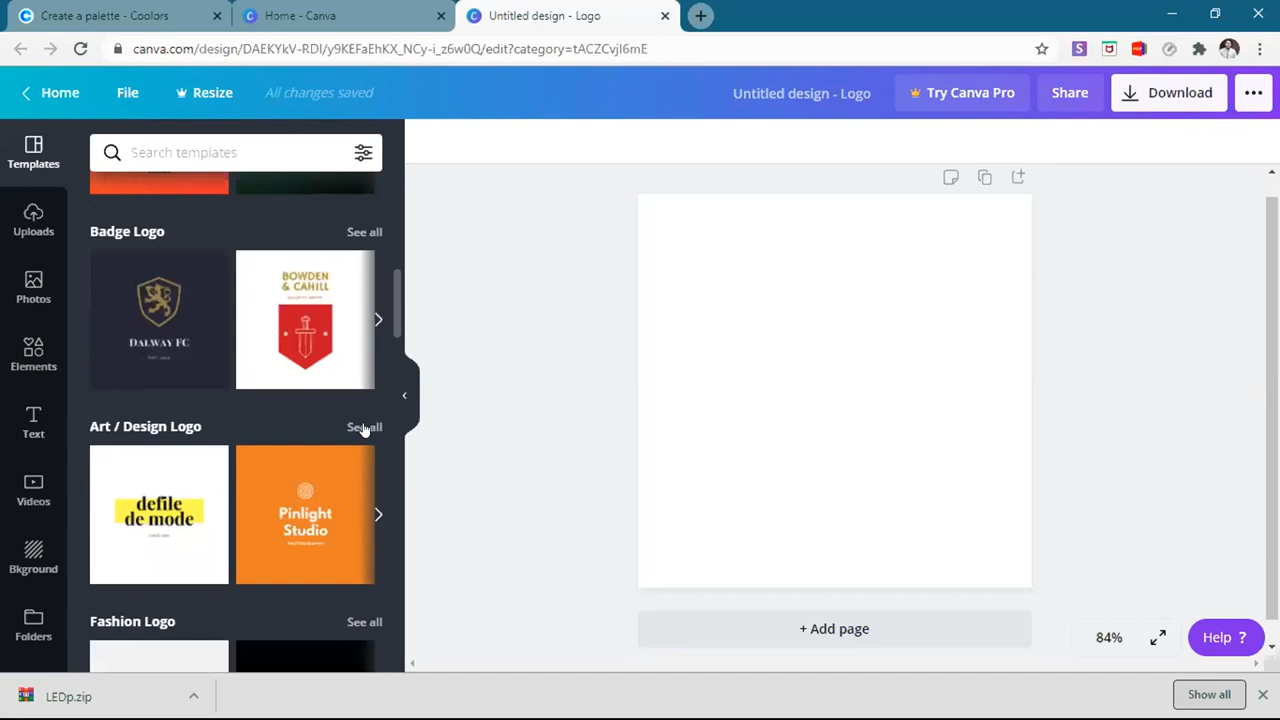 Create a palette - Coolors
Home - Canva
Untitled design - Logo
canva.com/design/DAEKYkV-RDI/y9KEFaEhKX_NCy-i_z6w0Q/edit?category=tACZCvjI6mE
Home
File
Resize
All changes saved
Untitled design - Logo
Try Canva Pro
Share
Download
Templates
Search templates
Uploads
Photos
Elements
Text
Videos
Bkground
Folders
Badge Logo
See all
DALWAY FC
BOWDEN
& CAHILL
Art / Design Logo
See all
defile
de mode
Pinlight
Studio
Fashion Logo
See all
+ Add page
84%
Help ?
LEDp.zip
Show all